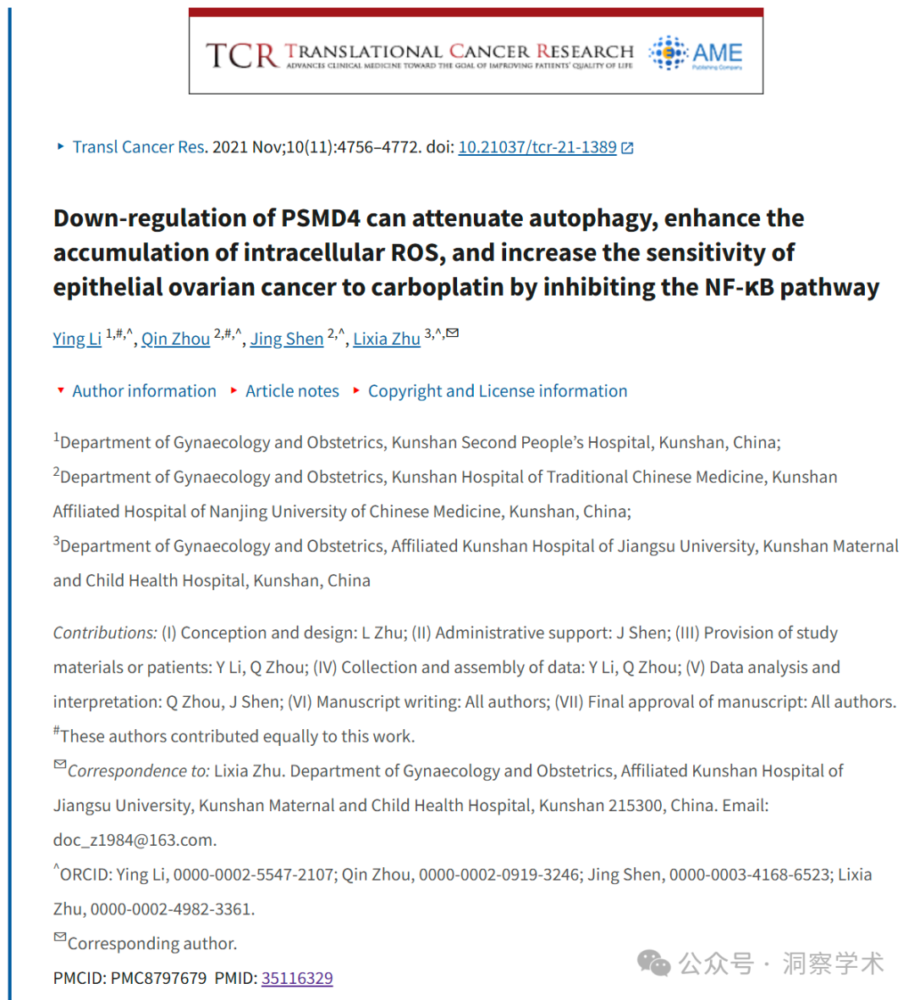 TCR TRANSLATIONAL CANCER RESEARCH
ADVANCES CLINICAL MEDICINE TOWARD THE GOAL OF IMPROVING PATIENTS' QUALITY OF LIFE
AME
Publishing Company
Transl Cancer Res. 2021 Nov;10(11):4756–4772. doi: 10.21037/tcr-21-1389
Down-regulation of PSMD4 can attenuate autophagy, enhance the
accumulation of intracellular ROS, and increase the sensitivity of
epithelial ovarian cancer to carboplatin by inhibiting the NF-κB pathway
Ying Li 1,#,^, Qin Zhou 2,#,^, Jing Shen 2,^, Lixia Zhu 3,^,✉
Author information Article notes Copyright and License information
1Department of Gynaecology and Obstetrics, Kunshan Second People’s Hospital, Kunshan, China;
2Department of Gynaecology and Obstetrics, Kunshan Hospital of Traditional Chinese Medicine, Kunshan
Affiliated Hospital of Nanjing University of Chinese Medicine, Kunshan, China;
3Department of Gynaecology and Obstetrics, Affiliated Kunshan Hospital of Jiangsu University, Kunshan Maternal
and Child Health Hospital, Kunshan, China
Contributions: (I) Conception and design: L Zhu; (II) Administrative support: J Shen; (III) Provision of study
materials or patients: Y Li, Q Zhou; (IV) Collection and assembly of data: Y Li, Q Zhou; (V) Data analysis and
interpretation: Q Zhou, J Shen; (VI) Manuscript writing: All authors; (VII) Final approval of manuscript: All authors.
#These authors contributed equally to this work.
✉Correspondence to: Lixia Zhu. Department of Gynaecology and Obstetrics, Affiliated Kunshan Hospital of
Jiangsu University, Kunshan Maternal and Child Health Hospital, Kunshan 215300, China. Email:
doc_z1984@163.com.
^ORCID: Ying Li, 0000-0002-5547-2107; Qin Zhou, 0000-0002-0919-3246; Jing Shen, 0000-0003-4168-6523; Lixia
Zhu, 0000-0002-4982-3361.
✉Corresponding author.
PMCID: PMC8797679 PMID: 35116329
公众号 · 洞察学术